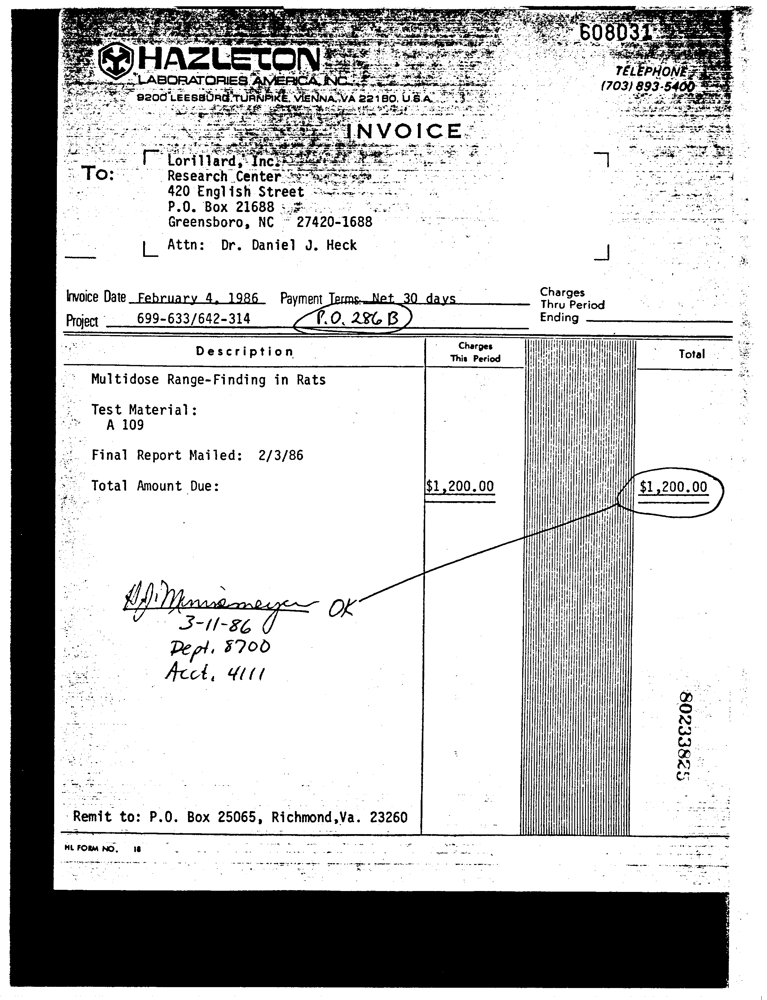 608031
HAZLETON
LABORATORIES AMERICA, INC.
TELEPHONE
(703) 893-5400
9200 LEESBURG TURNPIKE, VIENNA, VA 22180, U.S.A.
INVOICE
To:
Lorillard, Inc.
Research Center
420 English Street
P.O. Box 21688
Greensboro, NC 27420-1688
Attn: Dr. Daniel J. Heck
Invoice Date February 4, 1986 Payment Terms Net 30 days
Charges
Thru Period
Ending
Project 699-633/642-314 P.O. 286 B
Description Charges This Period Total
Multidose Range-Finding in Rats
Test Material:
A 109
Final Report Mailed: 2/3/86
Total Amount Due: $1,200.00 $1,200.00
OK
3-11-86
Dept. 8700
Acct. 4111
80233825
Remit to: P.O. Box 25065, Richmond,Va. 23260
HL FORM NO. 18